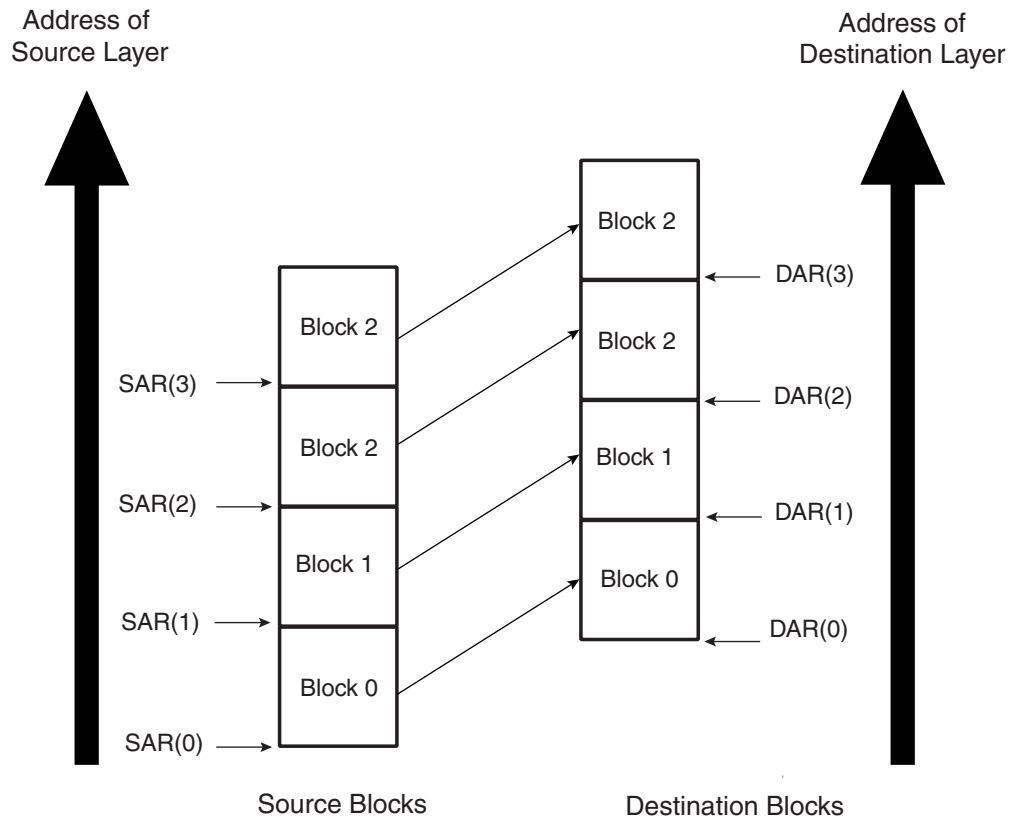 Address of
Source Layer
Address of
Destination Layer
Block 2
Block 2
DAR(3)
Block 2
Block 2
SAR(3)
DAR(2)
Block 2
Block 1
SAR(2)
DAR(1)
Block 1
Block 0
SAR(1)
DAR(0)
Block 0
SAR(0)
Source Blocks
Destination Blocks